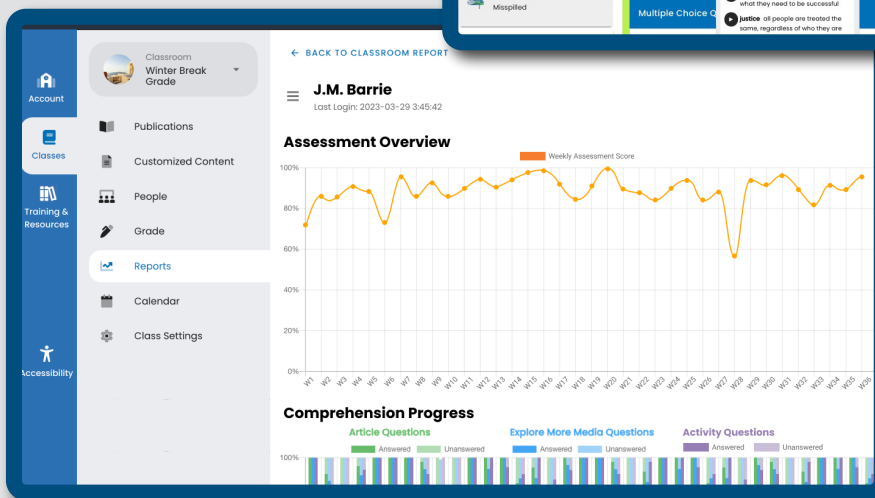 Misspilled
Multiple Choice Q
what they need to be successful
justice all people are treated the
same, regardless of who they are
Account
Classes
Training &
Resources
Accessibility
Classroom
Winter Break
Grade
Publications
Customized Content
People
Grade
Reports
Calendar
Class Settings
← BACK TO CLASSROOM REPORT
J.M. Barrie
Last Login: 2023-03-29 3:45:42
Assessment Overview
Weekly Assessment Score
100%
80%
60%
40%
20%
0%
W1 W2 W3 W4 W5 W6 W7 W8 W9 W10 W11 W12 W13 W14 W15 W16 W17 W18 W19 W20 W21 W22 W23 W24 W25 W26 W27 W28 W29 W30 W31 W32 W33 W34 W35 W36
Comprehension Progress
Article Questions
Answered Unanswered
Explore More Media Questions
Answered Unanswered
Activity Questions
Answered Unanswered
100%